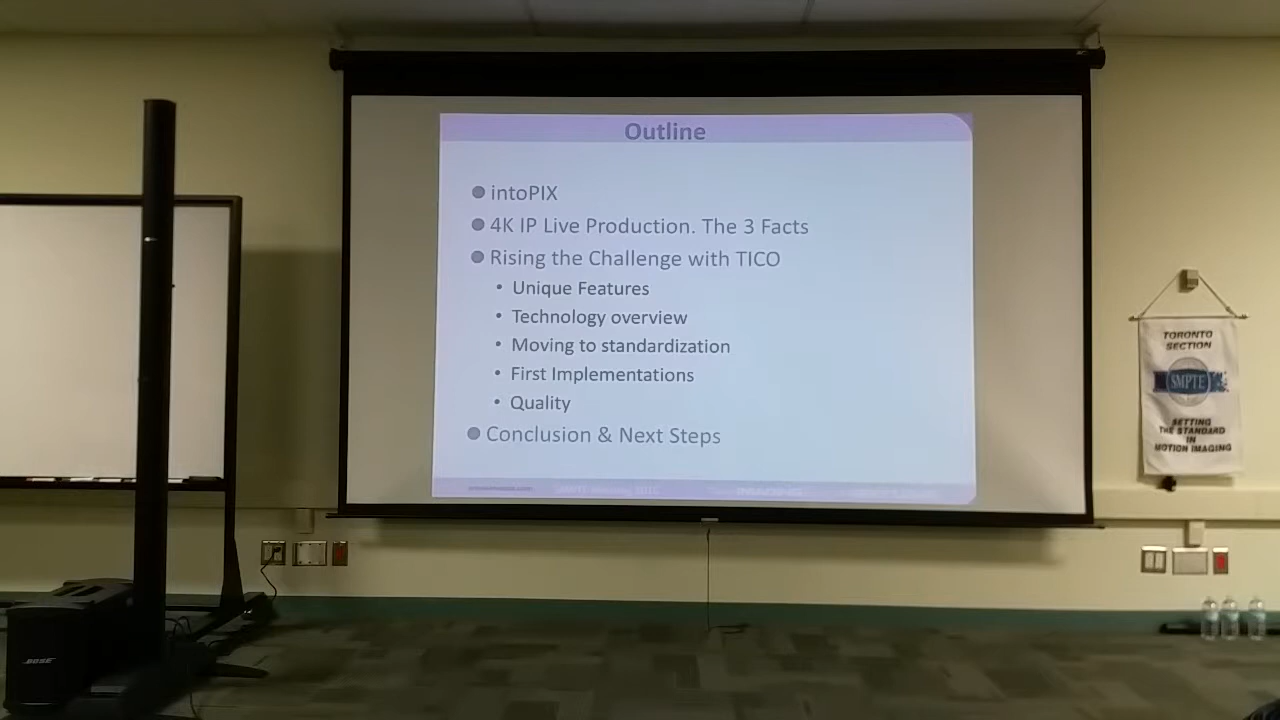 Outline
intoPIX
4K IP Live Production. The 3 Facts
Rising the Challenge with TICO
• Unique Features
• Technology overview
• Moving to standardization
• First Implementations
• Quality
Conclusion & Next Steps
TORONTO
SECTION
SMPTE
SETTING
THE STANDARD
IN
MOTION IMAGING
BOSE